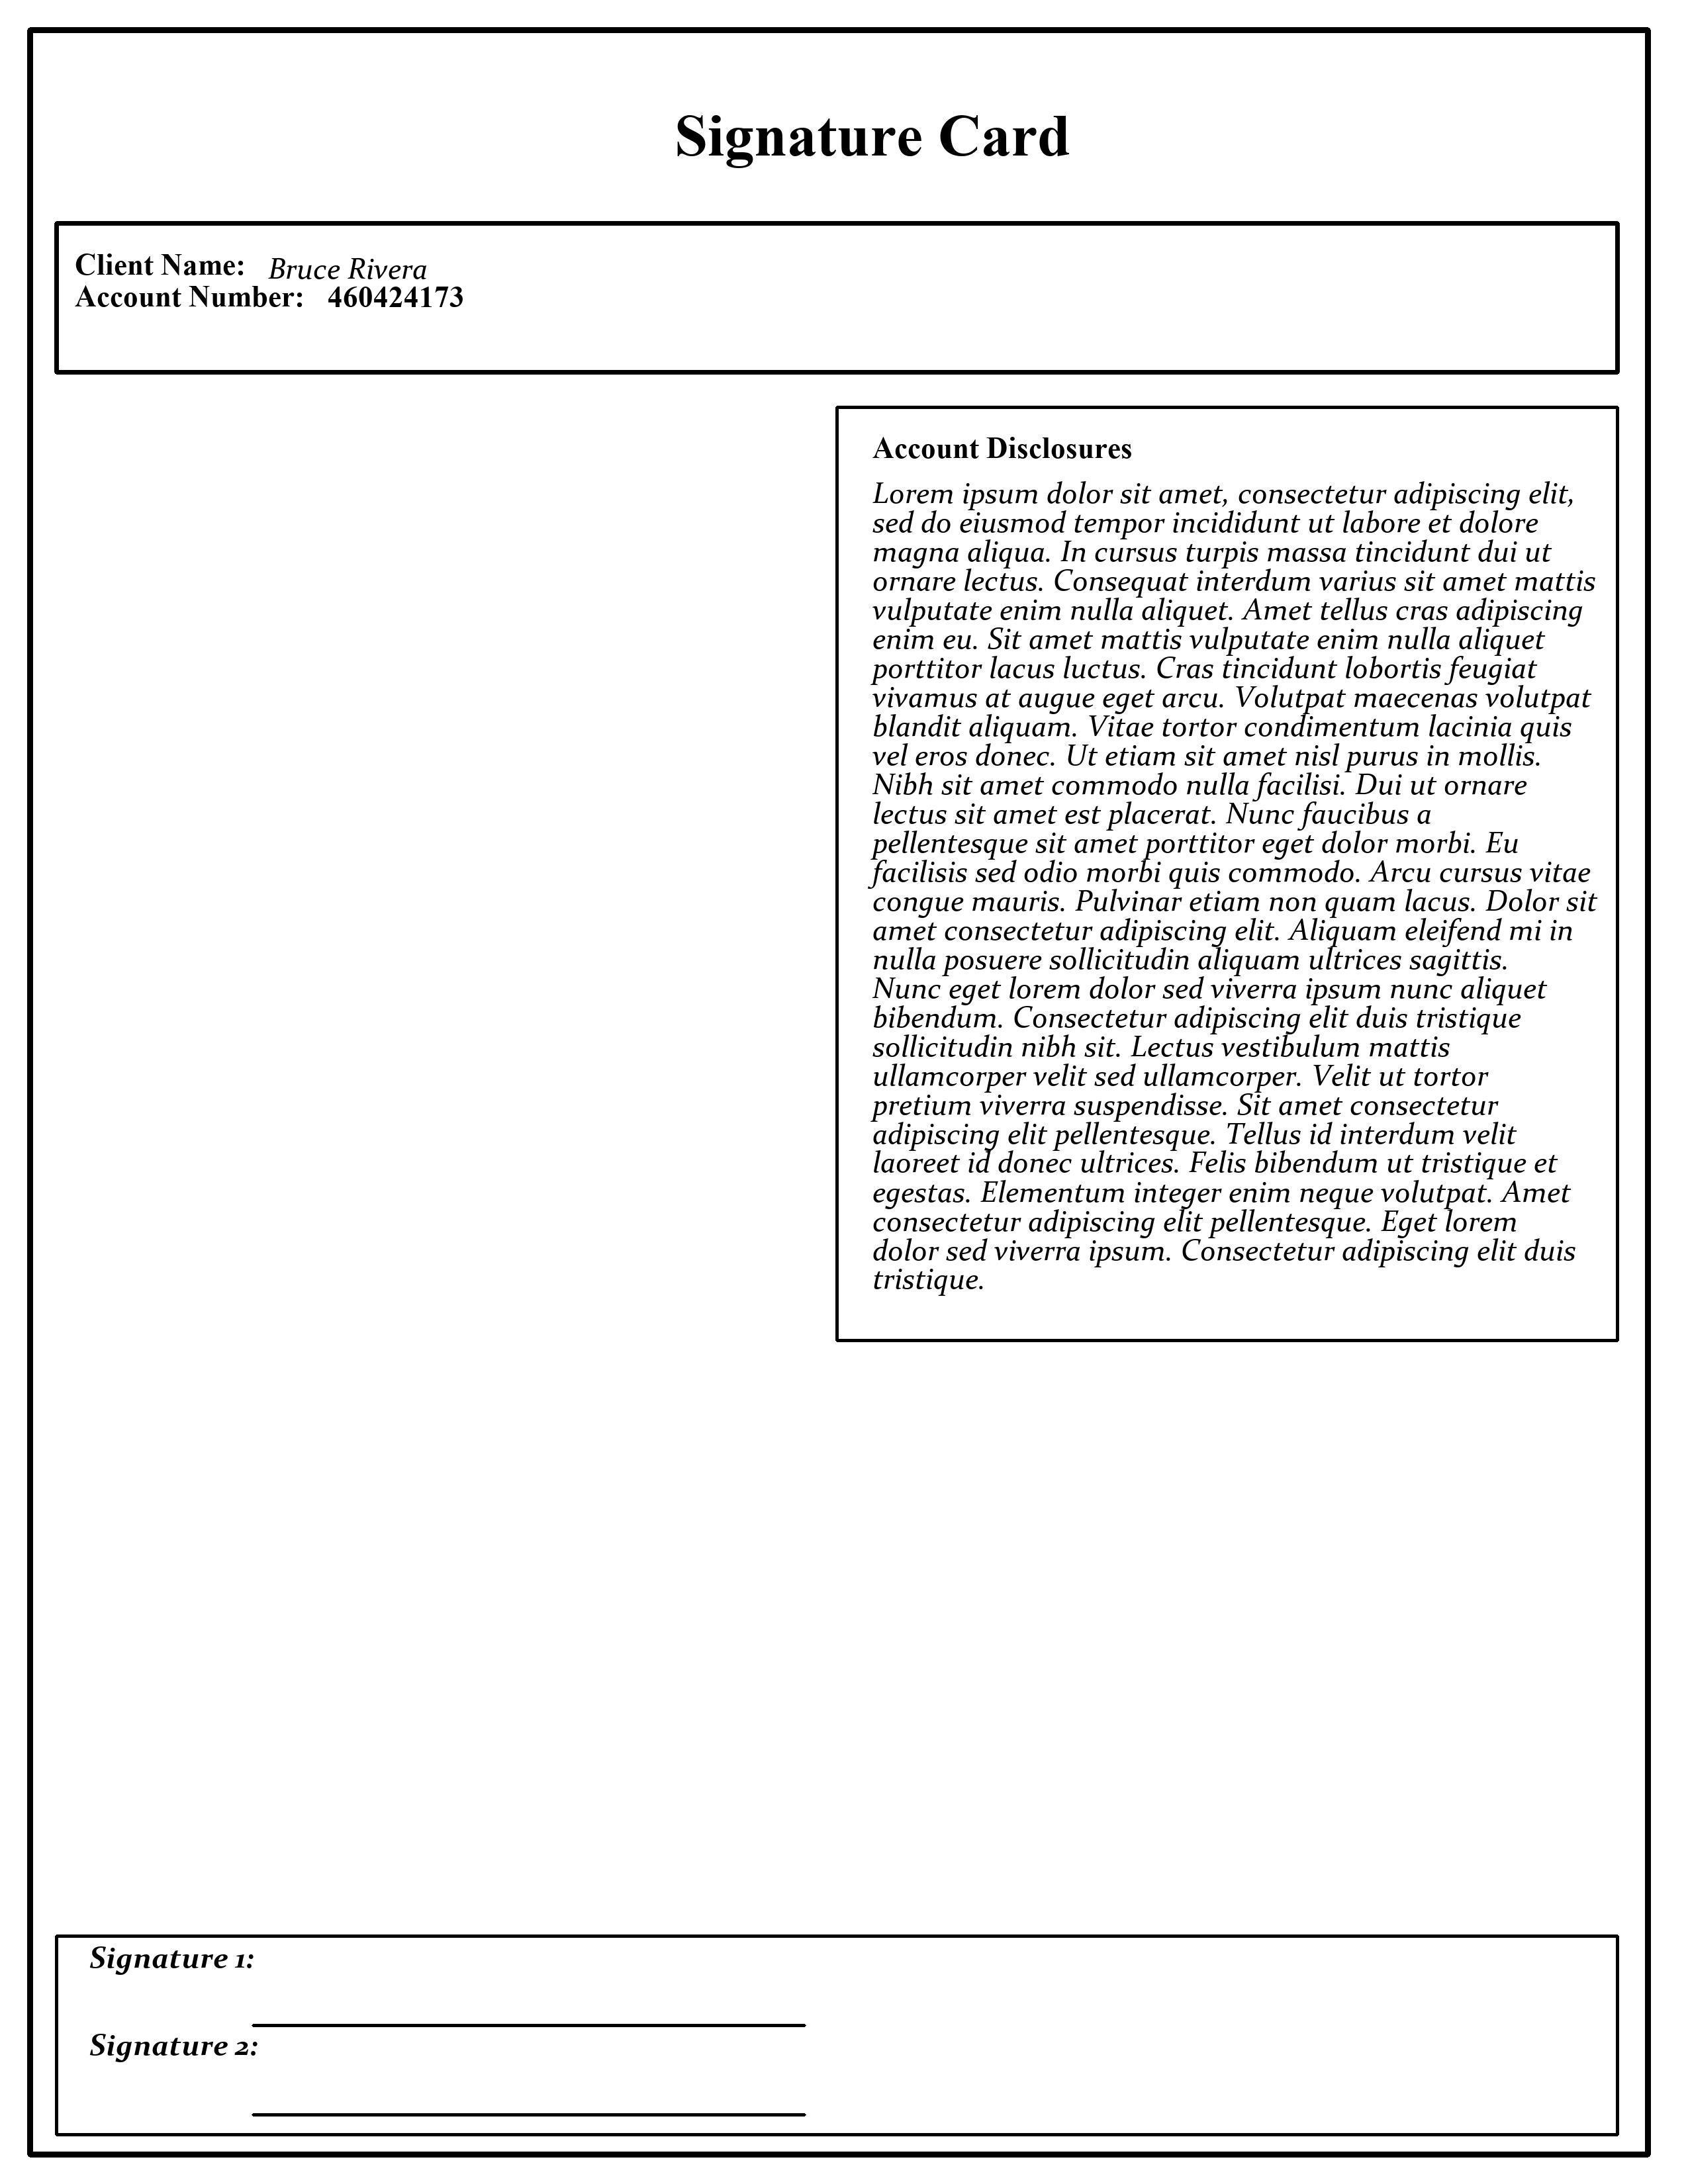 Signature Card
Client Name: Bruce Rivera
Account Number: 460424173
Account Disclosures
Lorem ipsum dolor sit amet, consectetur adipiscing elit,
sed do eiusmod tempor incididunt ut labore et dolore
magna aliqua. In cursus turpis massa tincidunt dui ut
ornare lectus. Consequat interdum varius sit amet mattis
vulputate enim nulla aliquet. Amet tellus cras adipiscing
enim eu. Sit amet mattis vulputate enim nulla aliquet
porttitor lacus luctus. Cras tincidunt lobortis feugiat
vivamus at augue eget arcu. Volutpat maecenas volutpat
blandit aliquam. Vitae tortor condimentum lacinia quis
vel eros donec. Ut etiam sit amet nisl purus in mollis.
Nibh sit amet commodo nulla facilisi. Dui ut ornare
lectus sit amet est placerat. Nunc faucibus a
pellentesque sit amet porttitor eget dolor morbi. Eu
facilisis sed odio morbi quis commodo. Arcu cursus vitae
congue mauris. Pulvinar etiam non quam lacus. Dolor sit
amet consectetur adipiscing elit. Aliquam eleifend mi in
nulla posuere sollicitudin aliquam ultrices sagittis.
Nunc eget lorem dolor sed viverra ipsum nunc aliquet
bibendum. Consectetur adipiscing elit duis tristique
sollicitudin nibh sit. Lectus vestibulum mattis
ullamcorper velit sed ullamcorper. Velit ut tortor
pretium viverra suspendisse. Sit amet consectetur
adipiscing elit pellentesque. Tellus id interdum velit
laoreet id donec ultrices. Felis bibendum ut tristique et
egestas. Elementum integer enim neque volutpat. Amet
consectetur adipiscing elit pellentesque. Eget lorem
dolor sed viverra ipsum. Consectetur adipiscing elit duis
tristique.
Signature 1:
Signature 2: